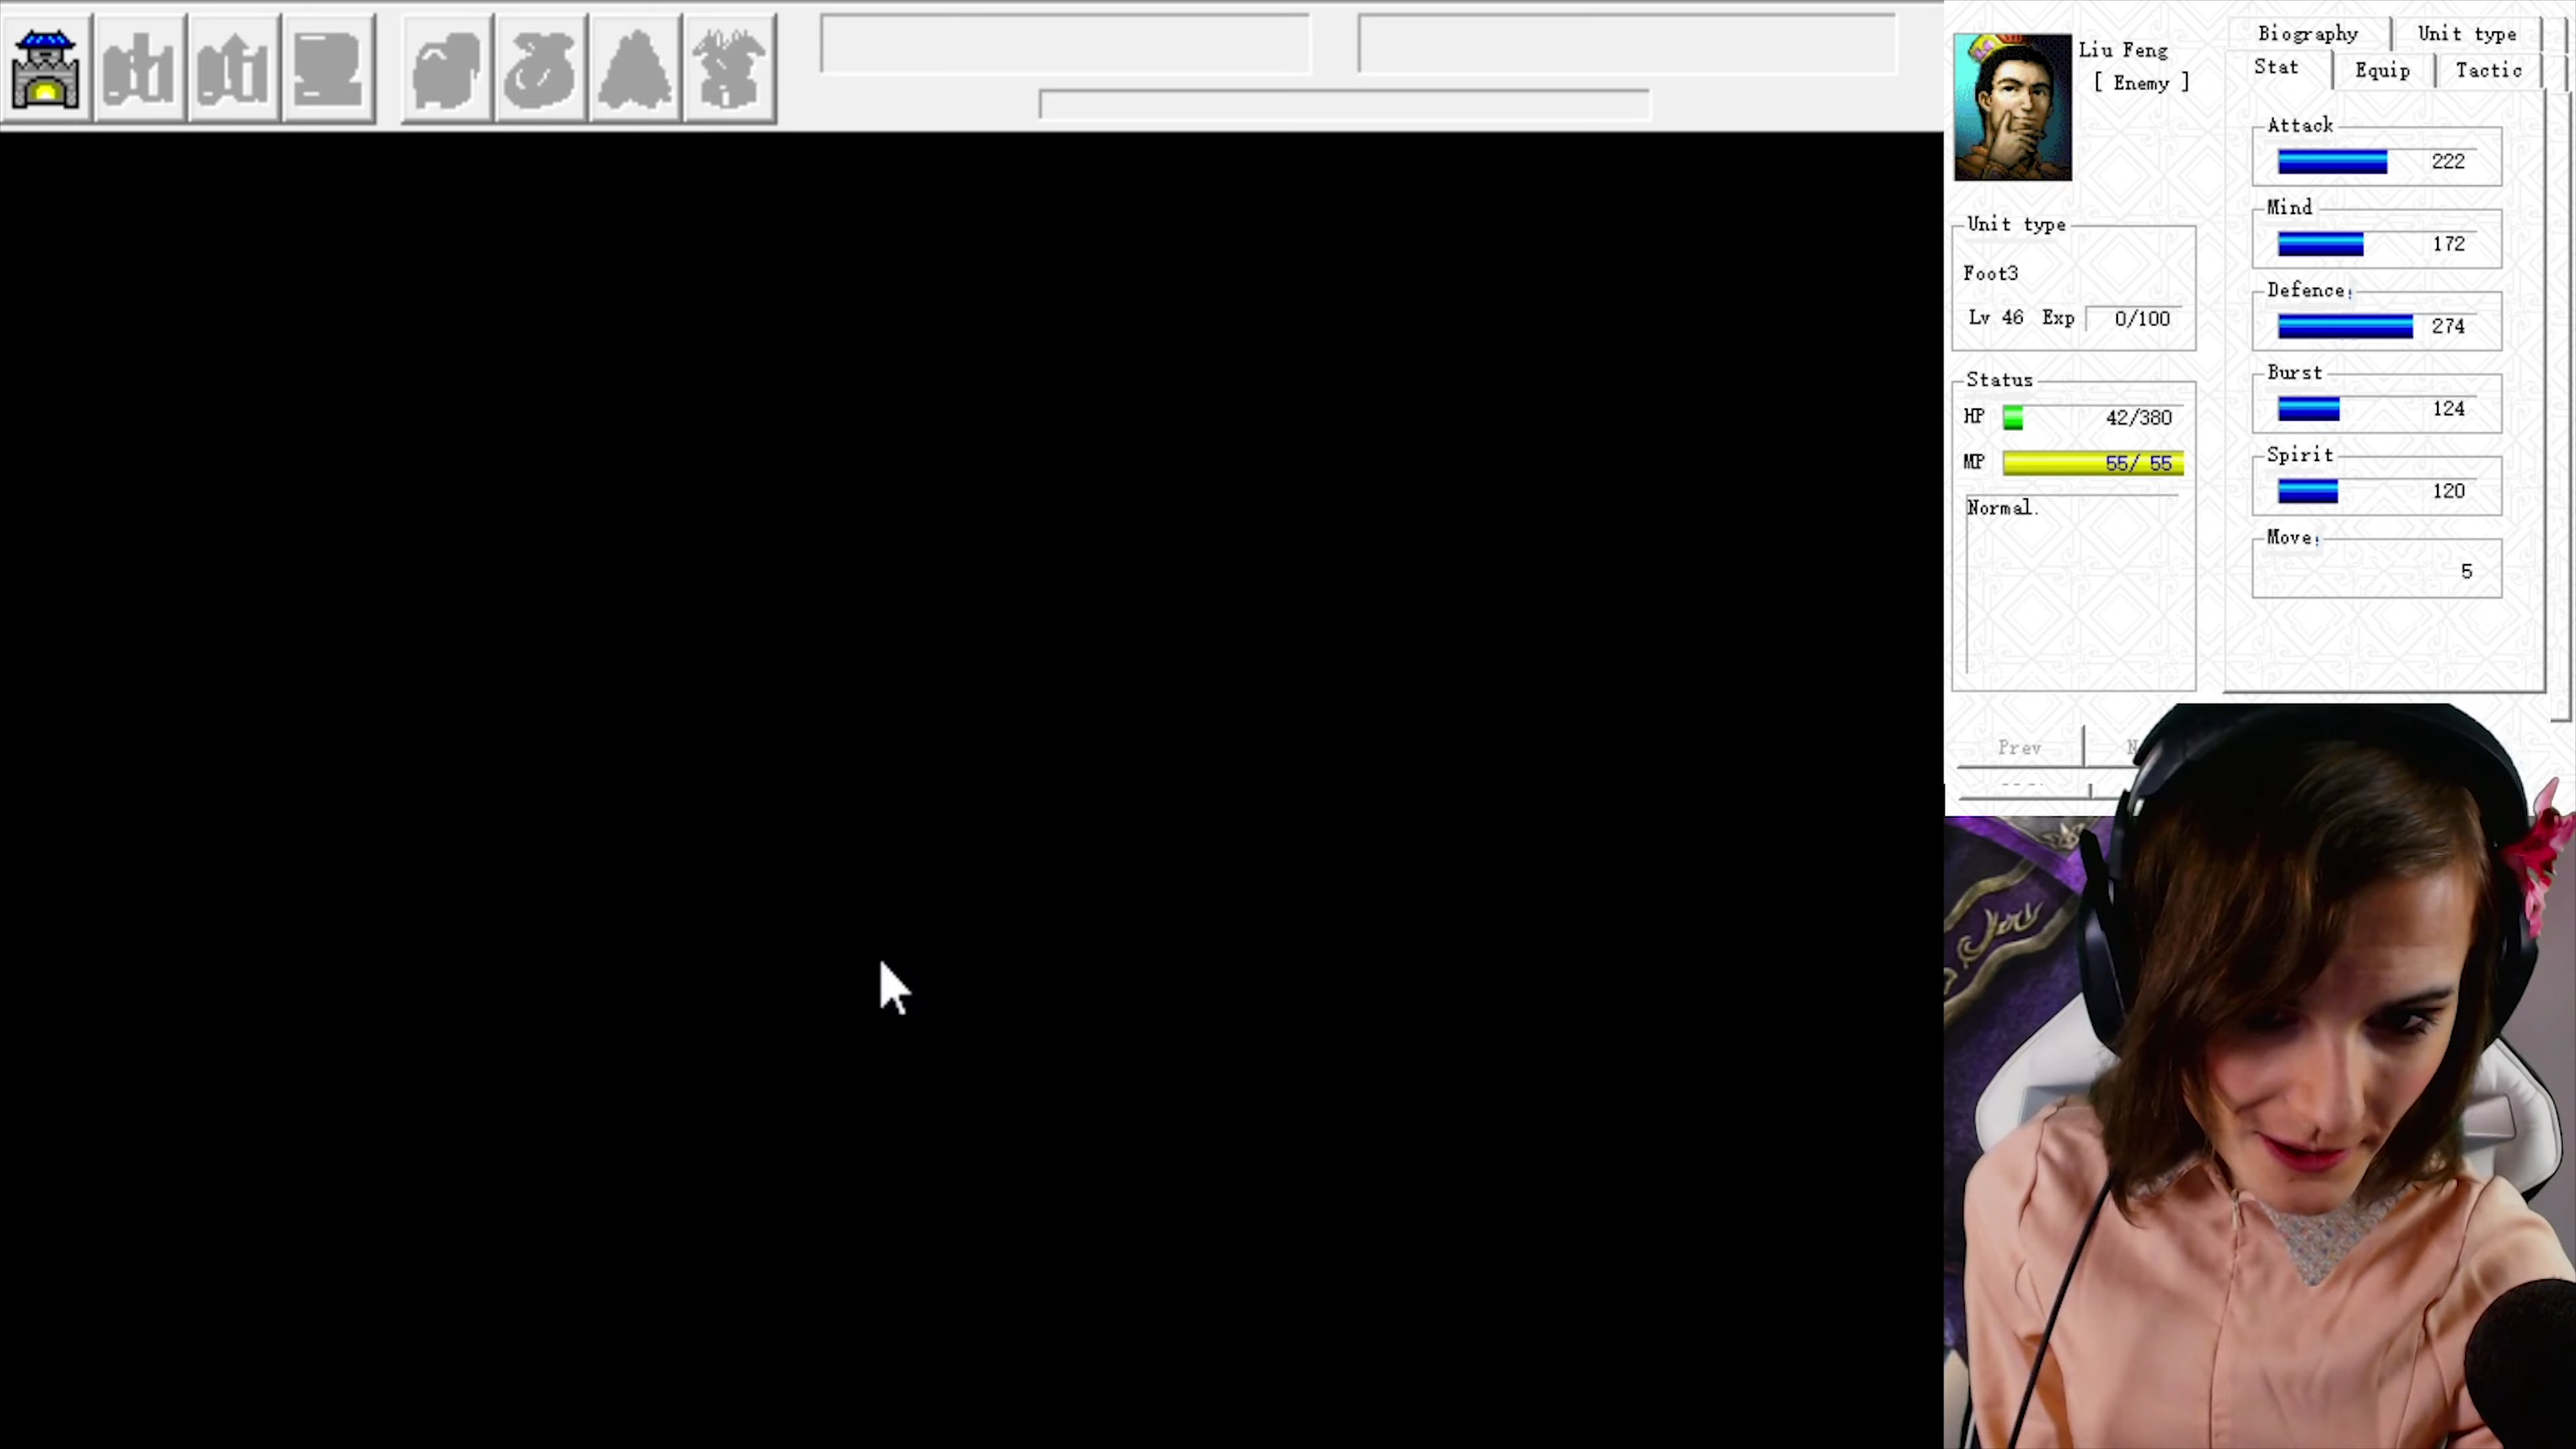 Liu Feng
[ Enemy ]
Unit type
Foot3
Lv 46 Exp 0/100
Status
HP 42/380
MP 55/ 55
Normal.
Prev
Biography Unit type
Stat Equip Tactic
Attack
222
Mind
172
Defence
274
Burst
124
Spirit
120
Move
5